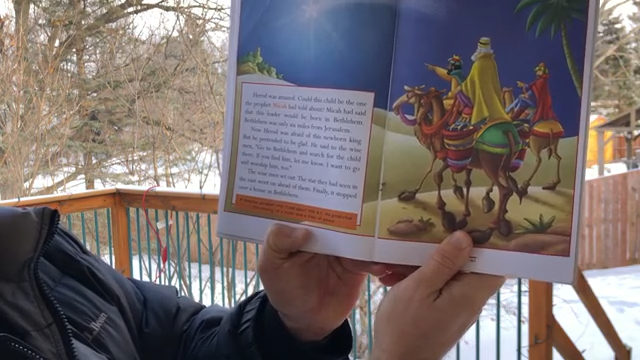 Herod was amazed. Could this child be the one
the prophet Micah had told about? Micah had said
that this leader would be born in Bethlehem.
Bethlehem was only six miles from Jerusalem.
Now Herod was afraid of this newborn king.
But he pretended to be glad. He said to the wise
men, "Go to Bethlehem and search for the child
there. If you find him, let me know. I want to go
and worship him, too."
The wise men set out. The star they had seen in
the east went on ahead of them. Finally, it stopped
over a house in Bethlehem.